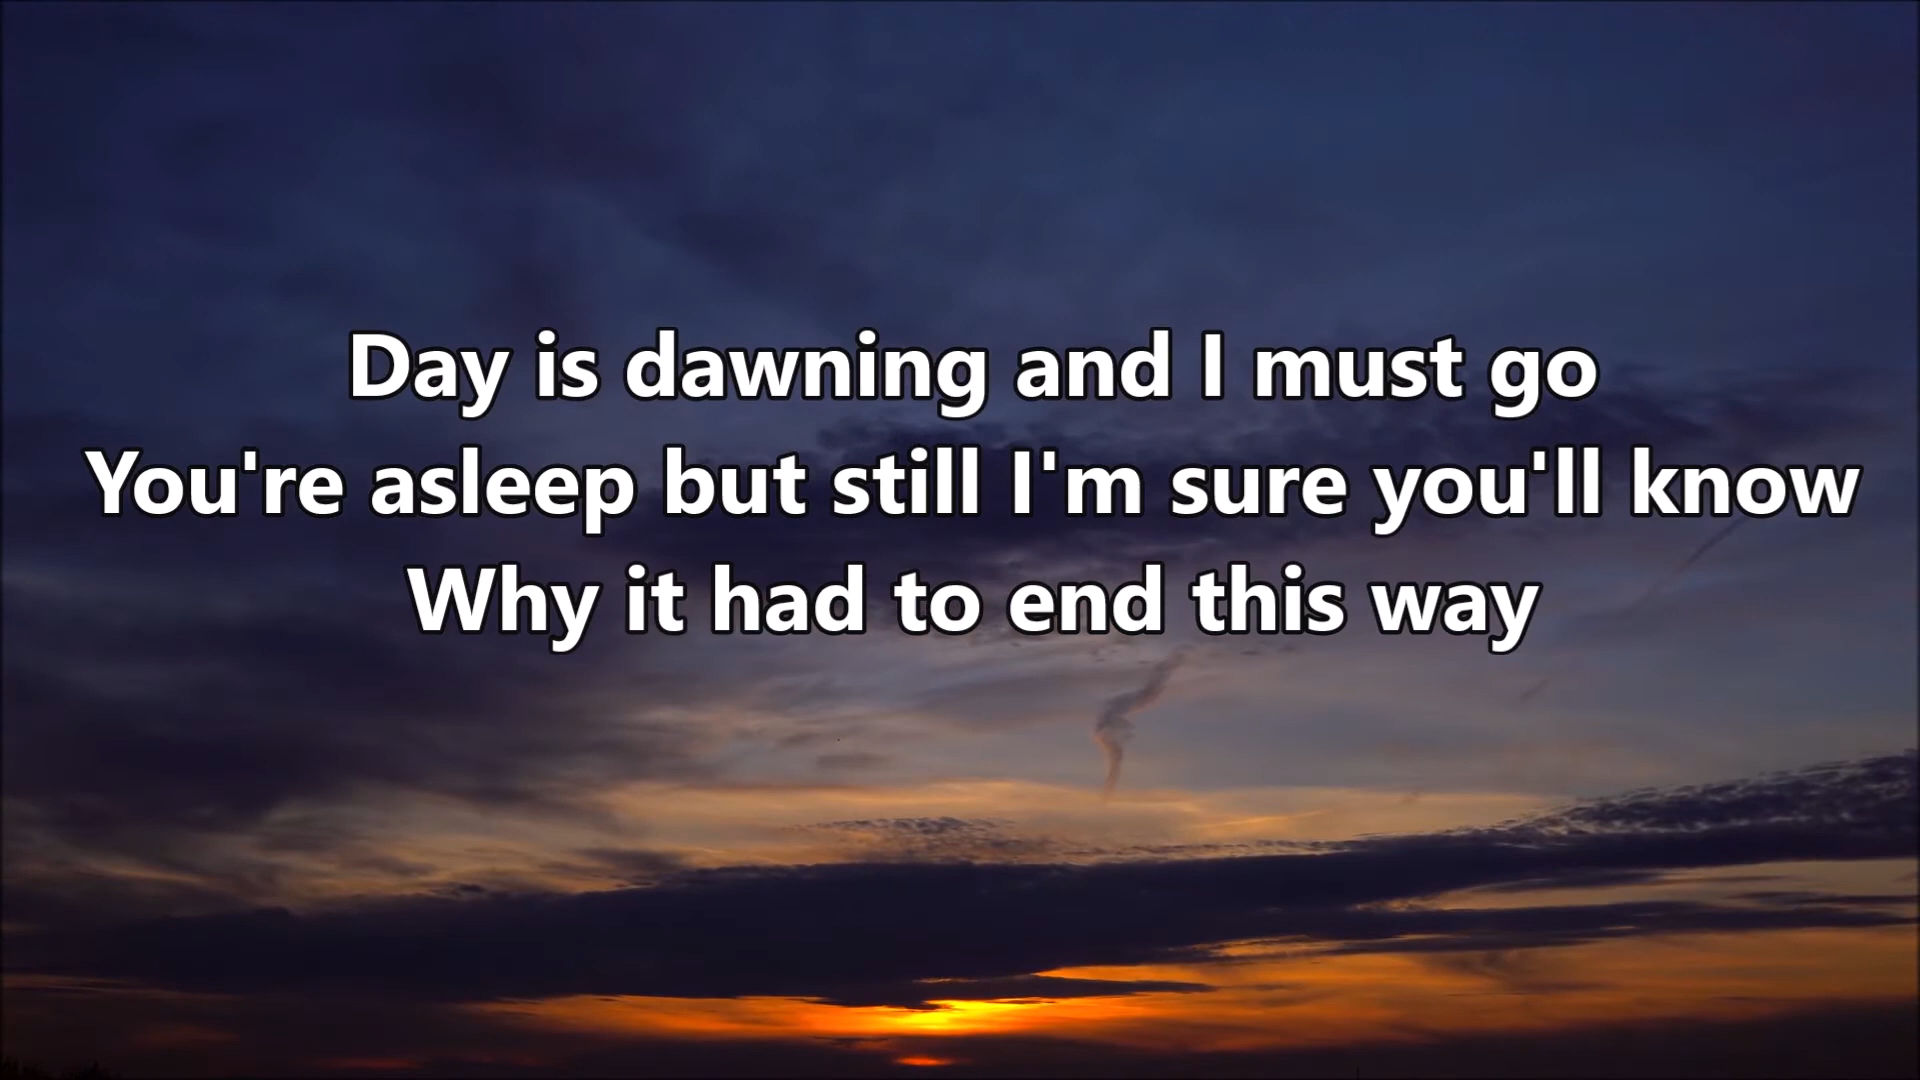 Day is dawning and I must go
You're asleep but still I'm sure you'll know
Why it had to end this way